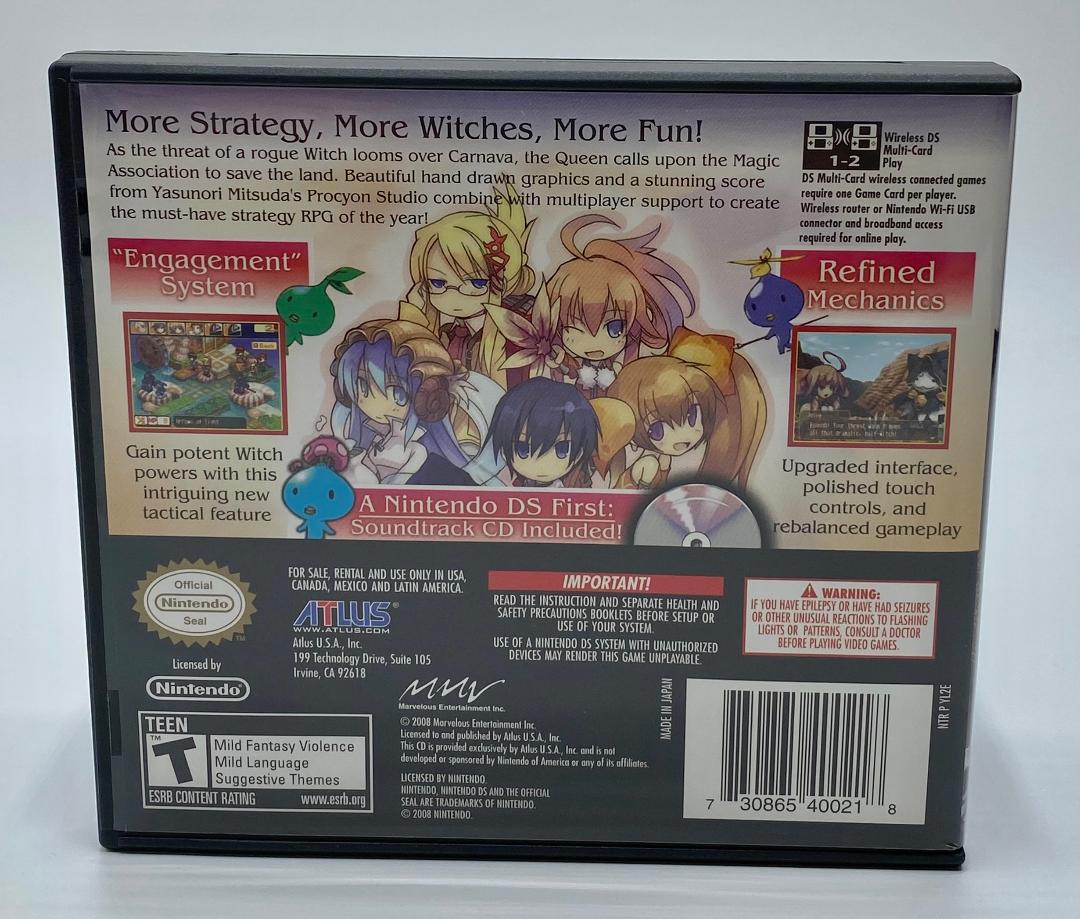 More Strategy, More Witches, More Fun!
As the threat of a rogue Witch looms over Carnava, the Queen calls upon the Magic
Association to save the land. Beautiful hand drawn graphics and a stunning score
from Yasunori Mitsuda's Procyon Studio combine with multiplayer support to create
the must-have strategy RPG of the year!
1-2
Wireless DS
Multi-Card
Play
DS Multi-Card wireless connected games
require one Game Card per player.
Wireless router or Nintendo Wi-Fi USB
connector and broadband access
required for online play.
"Engagement"
System
Gain potent Witch
powers with this
intriguing new
tactical feature
Refined
Mechanics
Upgraded interface,
polished touch
controls, and
rebalanced gameplay
A Nintendo DS First:
Soundtrack CD Included!
Official
Nintendo
Seal
TM
Licensed by
Nintendo®
FOR SALE, RENTAL AND USE ONLY IN USA,
CANADA, MEXICO AND LATIN AMERICA.
ATLUS®
WWW.ATLUS.COM
Atlus U.S.A., Inc.
199 Technology Drive, Suite 105
Irvine, CA 92618
IMPORTANT!
READ THE INSTRUCTION AND SEPARATE HEALTH AND
SAFETY PRECAUTIONS BOOKLETS BEFORE SETUP OR
USE OF YOUR SYSTEM.
USE OF A NINTENDO DS SYSTEM WITH UNAUTHORIZED
DEVICES MAY RENDER THIS GAME UNPLAYABLE.
WARNING:
IF YOU HAVE EPILEPSY OR HAVE HAD SEIZURES
OR OTHER UNUSUAL REACTIONS TO FLASHING
LIGHTS OR PATTERNS, CONSULT A DOCTOR
BEFORE PLAYING VIDEO GAMES.
TEEN
TM
T
Mild Fantasy Violence
Mild Language
Suggestive Themes
ESRB CONTENT RATING www.esrb.org
MMV
Marvelous Entertainment Inc.
© 2008 Marvelous Entertainment Inc.
Licensed to and published by Atlus U.S.A., Inc.
This CD is provided exclusively by Atlus U.S.A., Inc. and is not
developed or sponsored by Nintendo of America or any of its affiliates.
LICENSED BY NINTENDO.
NINTENDO, NINTENDO DS AND THE OFFICIAL
SEAL ARE TRADEMARKS OF NINTENDO.
© 2008 NINTENDO.
MADE IN JAPAN
7 30865 40021 8
NTR P YL2E